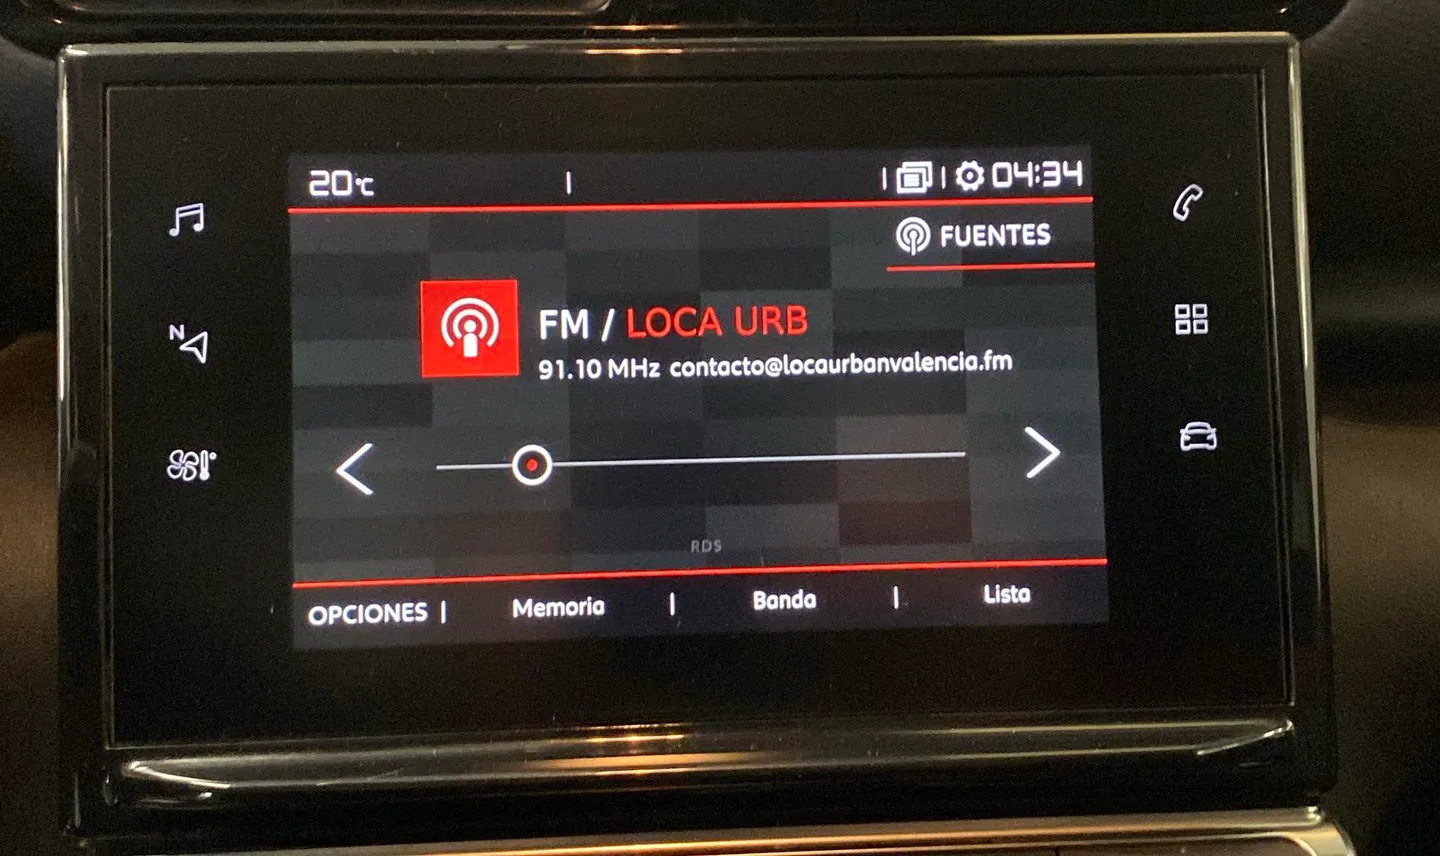 20°C
04:34
FUENTES
FM / LOCA URB
91.10 MHz contacto@locaurbanvalencia.fm
N
RDS
OPCIONES | Memoria | Banda | Lista